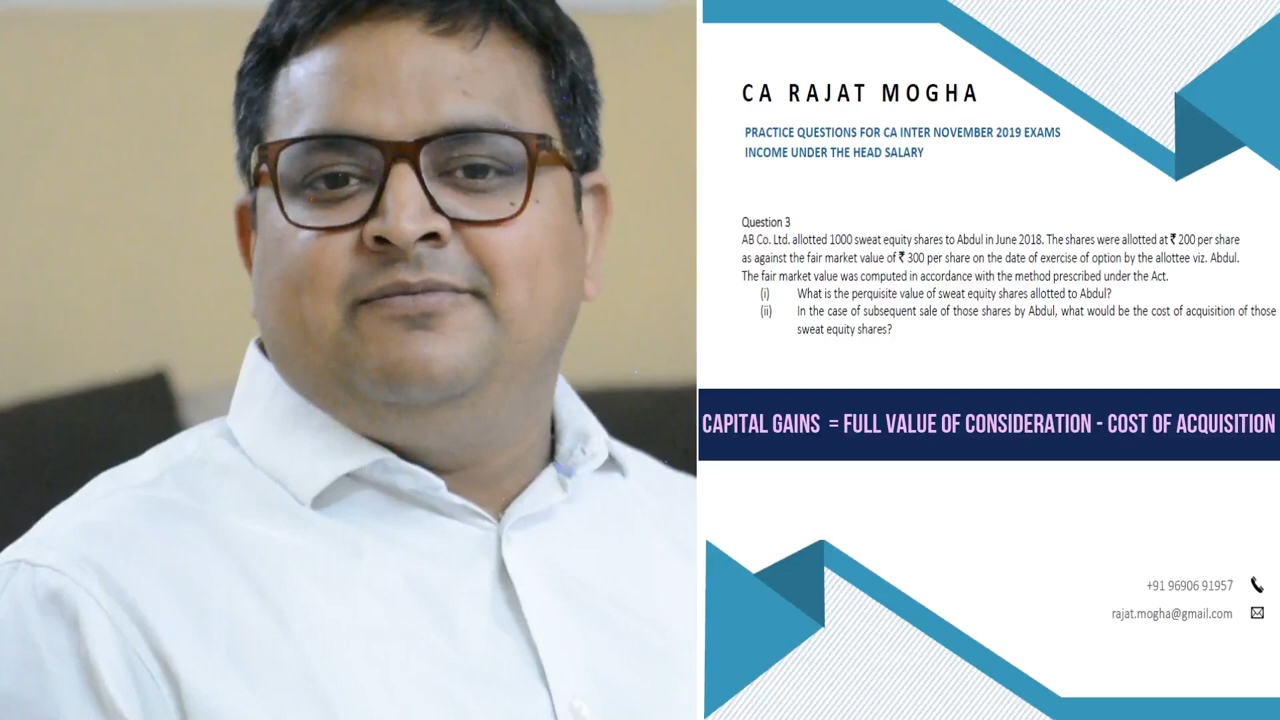 CA RAJAT MOGHA
PRACTICE QUESTIONS FOR CA INTER NOVEMBER 2019 EXAMS
INCOME UNDER THE HEAD SALARY
Question 3
AB Co. Ltd. allotted 1000 sweat equity shares to Abdul in June 2018. The shares were allotted at ₹ 200 per share
as against the fair market value of ₹ 300 per share on the date of exercise of option by the allottee viz. Abdul.
The fair market value was computed in accordance with the method prescribed under the Act.
(i) What is the perquisite value of sweat equity shares allotted to Abdul?
(ii) In the case of subsequent sale of those shares by Abdul, what would be the cost of acquisition of those
sweat equity shares?
CAPITAL GAINS = FULL VALUE OF CONSIDERATION - COST OF ACQUISITION
+91 96906 91957
rajat.mogha@gmail.com